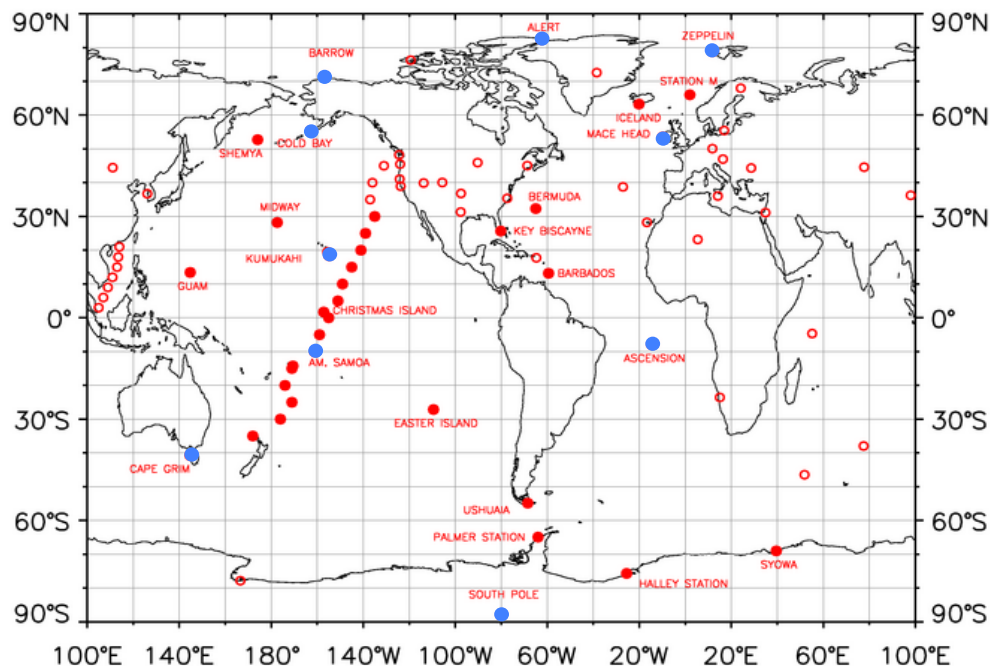 90°N 90°N
ALERT
ZEPPELIN
BARROW
STATION M
60°N 60°N
ICELAND
MACE HEAD
COLD BAY
SHEMYA
30°N 30°N
BERMUDA
MIDWAY
KEY BISCAYNE
KUMUKAHI
BARBADOS
GUAM
CHRISTMAS ISLAND
0° 0°
AM. SAMOA
ASCENSION
30°S 30°S
EASTER ISLAND
CAPE GRIM
USHUAIA
60°S 60°S
PALMER STATION
SYOWA
HALLEY STATION
SOUTH POLE
90°S 90°S
100°E 140°E 180° 140°W 100°W 60°W 20°W 20°E 60°E 100°E